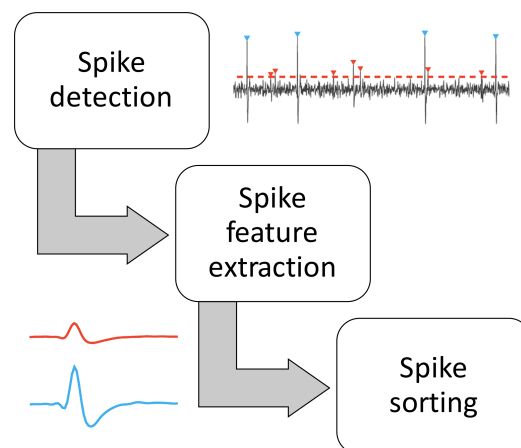 Spike
detection
Spike
feature
extraction
Spike
sorting